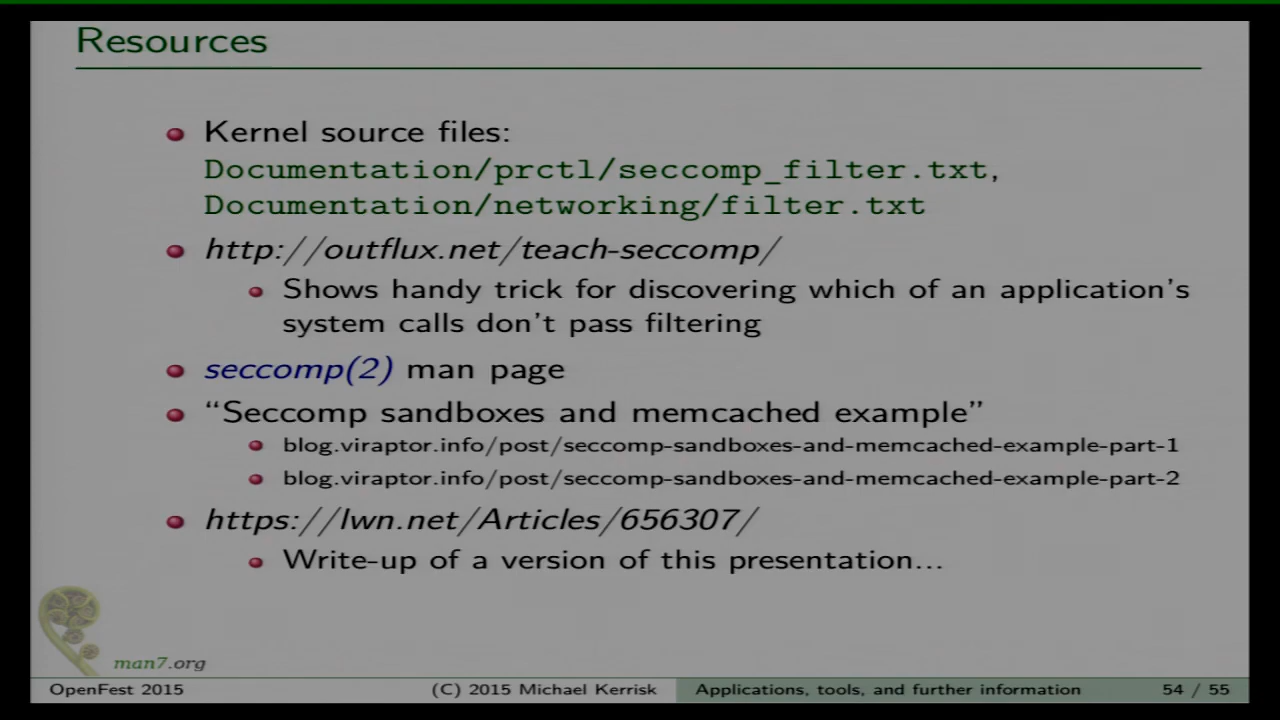 Resources
Kernel source files:
Documentation/prctl/seccomp_filter.txt,
Documentation/networking/filter.txt
http://outflux.net/teach-seccomp/
Shows handy trick for discovering which of an application's
system calls don't pass filtering
seccomp(2) man page
“Seccomp sandboxes and memcached example”
blog.viraptor.info/post/seccomp-sandboxes-and-memcached-example-part-1
blog.viraptor.info/post/seccomp-sandboxes-and-memcached-example-part-2
https://lwn.net/Articles/656307/
Write-up of a version of this presentation...
man7.org
OpenFest 2015 (C) 2015 Michael Kerrisk Applications, tools, and further information 54 / 55